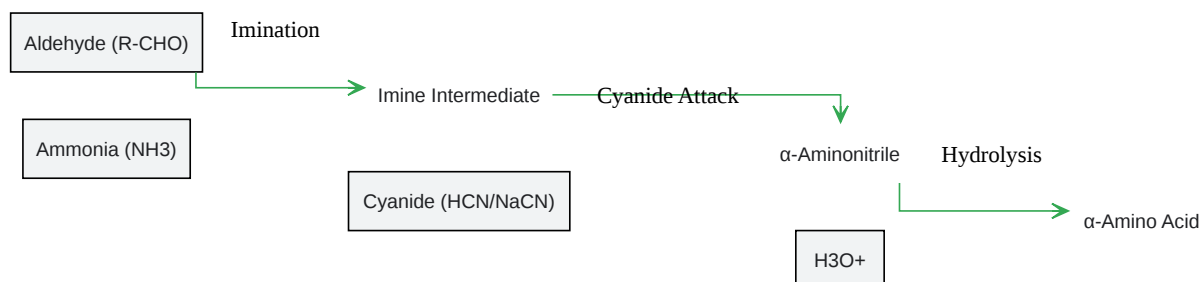 Aldehyde (R-CHO)
Imination
Ammonia (NH3)
Imine Intermediate
Cyanide Attack
Cyanide (HCN/NaCN)
α-Aminonitrile
Hydrolysis
H3O+
α-Amino Acid